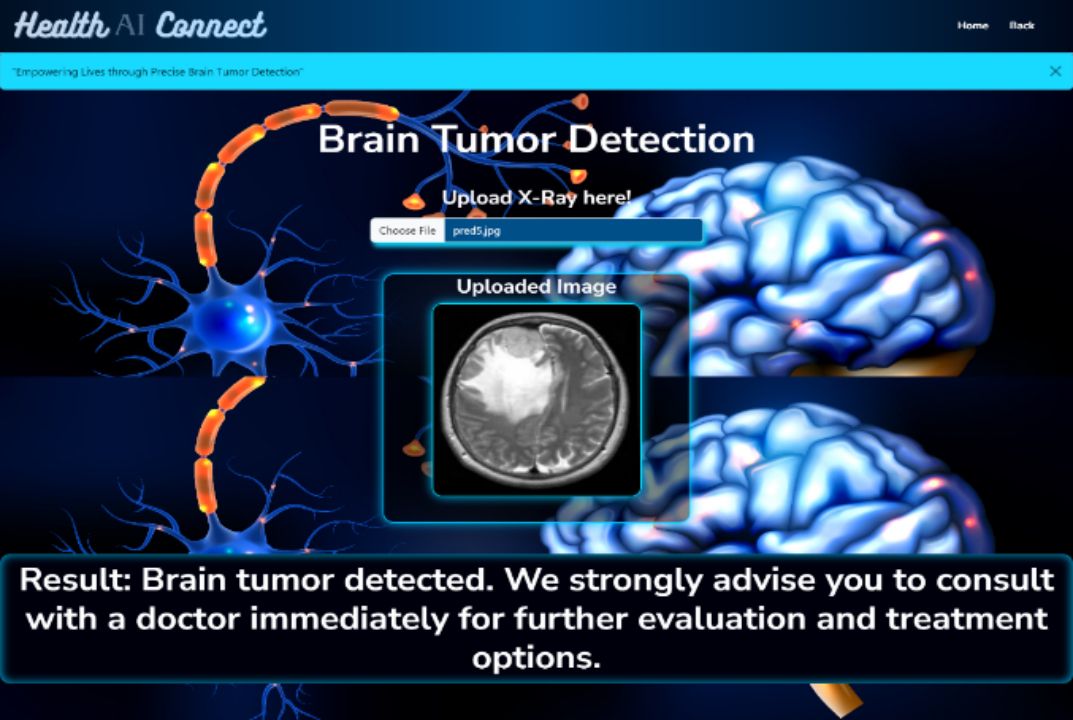 Health AI Connect
Home Back
"Empowering Lives through Precise Brain Tumor Detection" ×
Brain Tumor Detection
Upload X-Ray here!
Choose File pred5.jpg
Uploaded Image
Result: Brain tumor detected. We strongly advise you to consult
with a doctor immediately for further evaluation and treatment
options.